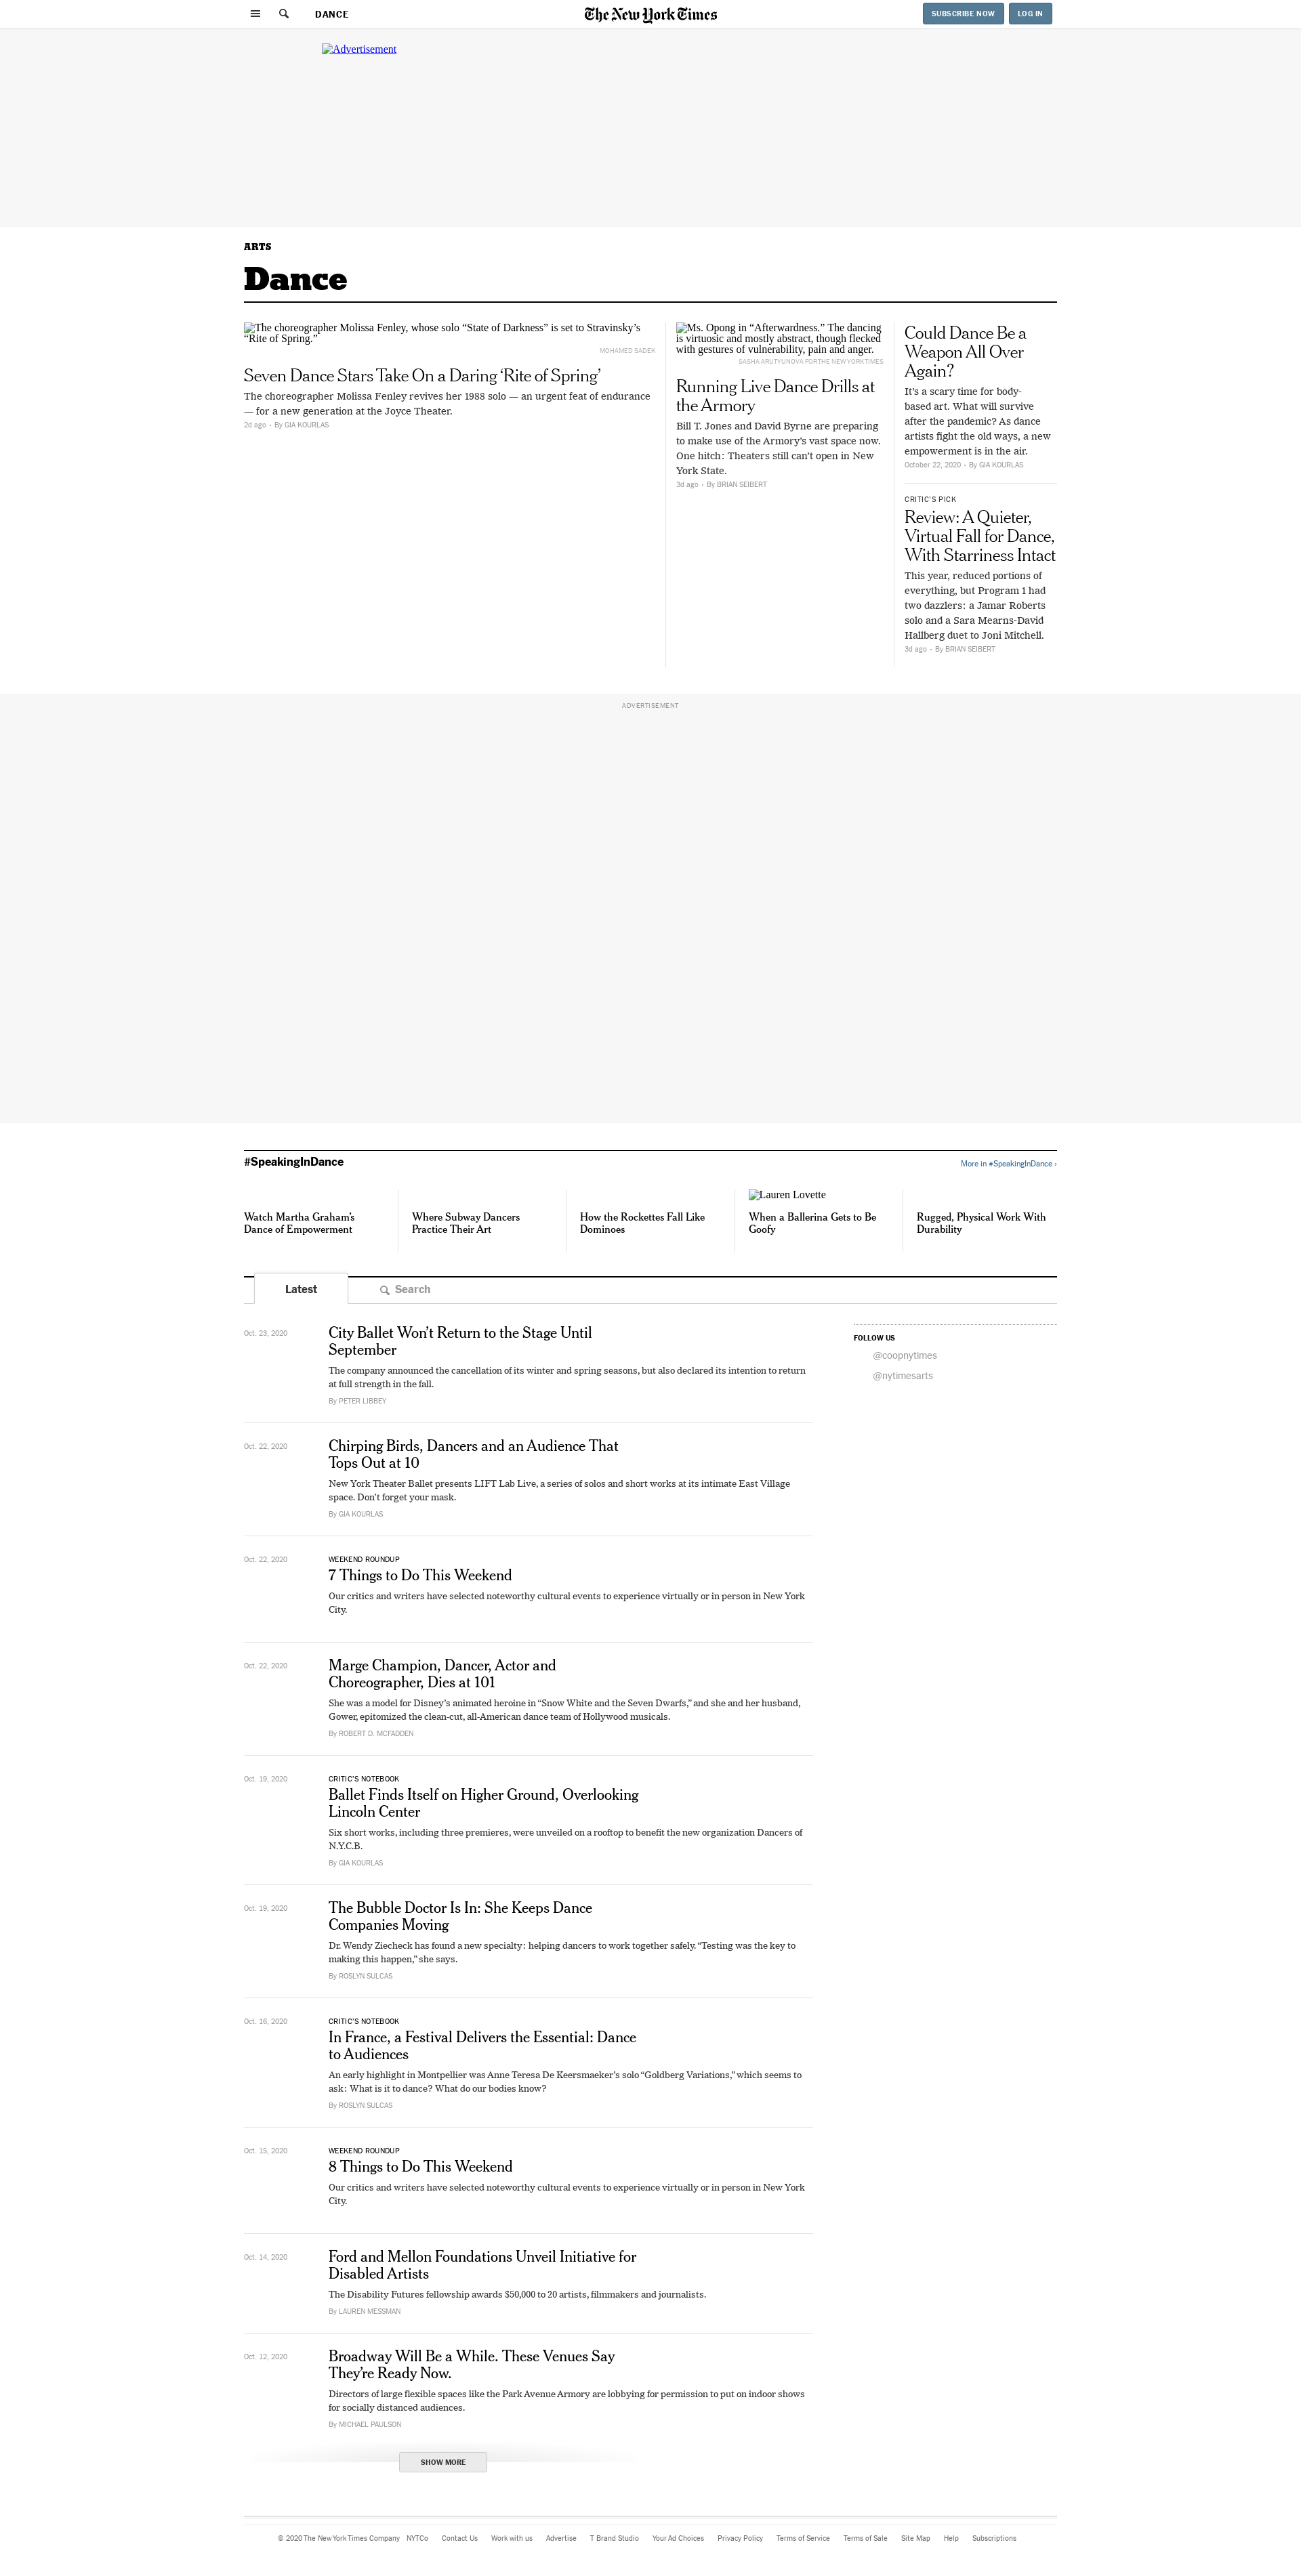 DANCE
The New York Times
SUBSCRIBE NOW
LOG IN
Advertisement
ARTS
Dance
The choreographer Molissa Fenley, whose solo “State of Darkness” is set to Stravinsky’s
“Rite of Spring.”
MOHAMED SADEK
Seven Dance Stars Take On a Daring ‘Rite of Spring’
The choreographer Molissa Fenley revives her 1988 solo — an urgent feat of endurance
— for a new generation at the Joyce Theater.
2d ago • By GIA KOURLAS
Ms. Opong in “Afterwardness.” The dancing
is virtuosic and mostly abstract, though flecked
with gestures of vulnerability, pain and anger.
SASHA ARUTYUNOVA FOR THE NEW YORK TIMES
Running Live Dance Drills at
the Armory
Bill T. Jones and David Byrne are preparing
to make use of the Armory’s vast space now.
One hitch: Theaters still can’t open in New
York State.
3d ago • By BRIAN SEIBERT
Could Dance Be a
Weapon All Over
Again?
It’s a scary time for body-
based art. What will survive
after the pandemic? As dance
artists fight the old ways, a new
empowerment is in the air.
October 22, 2020 • By GIA KOURLAS
CRITIC’S PICK
Review: A Quieter,
Virtual Fall for Dance,
With Starriness Intact
This year, reduced portions of
everything, but Program 1 had
two dazzlers: a Jamar Roberts
solo and a Sara Mearns-David
Hallberg duet to Joni Mitchell.
3d ago • By BRIAN SEIBERT
ADVERTISEMENT
#SpeakingInDance
More in #SpeakingInDance ›
Watch Martha Graham’s
Dance of Empowerment
Where Subway Dancers
Practice Their Art
How the Rockettes Fall Like
Dominoes
Lauren Lovette
When a Ballerina Gets to Be
Goofy
Rugged, Physical Work With
Durability
Latest
Search
Oct. 23, 2020
City Ballet Won’t Return to the Stage Until
September
The company announced the cancellation of its winter and spring seasons, but also declared its intention to return
at full strength in the fall.
By PETER LIBBEY
FOLLOW US
@coopnytimes
@nytimesarts
Oct. 22, 2020
Chirping Birds, Dancers and an Audience That
Tops Out at 10
New York Theater Ballet presents LIFT Lab Live, a series of solos and short works at its intimate East Village
space. Don’t forget your mask.
By GIA KOURLAS
Oct. 22, 2020
WEEKEND ROUNDUP
7 Things to Do This Weekend
Our critics and writers have selected noteworthy cultural events to experience virtually or in person in New York
City.
Oct. 22, 2020
Marge Champion, Dancer, Actor and
Choreographer, Dies at 101
She was a model for Disney’s animated heroine in “Snow White and the Seven Dwarfs,” and she and her husband,
Gower, epitomized the clean-cut, all-American dance team of Hollywood musicals.
By ROBERT D. MCFADDEN
Oct. 19, 2020
CRITIC’S NOTEBOOK
Ballet Finds Itself on Higher Ground, Overlooking
Lincoln Center
Six short works, including three premieres, were unveiled on a rooftop to benefit the new organization Dancers of
N.Y.C.B.
By GIA KOURLAS
Oct. 19, 2020
The Bubble Doctor Is In: She Keeps Dance
Companies Moving
Dr. Wendy Ziecheck has found a new specialty: helping dancers to work together safely. “Testing was the key to
making this happen,” she says.
By ROSLYN SULCAS
Oct. 16, 2020
CRITIC’S NOTEBOOK
In France, a Festival Delivers the Essential: Dance
to Audiences
An early highlight in Montpellier was Anne Teresa De Keersmaeker’s solo “Goldberg Variations,” which seems to
ask: What is it to dance? What do our bodies know?
By ROSLYN SULCAS
Oct. 15, 2020
WEEKEND ROUNDUP
8 Things to Do This Weekend
Our critics and writers have selected noteworthy cultural events to experience virtually or in person in New York
City.
Oct. 14, 2020
Ford and Mellon Foundations Unveil Initiative for
Disabled Artists
The Disability Futures fellowship awards $50,000 to 20 artists, filmmakers and journalists.
By LAUREN MESSMAN
Oct. 12, 2020
Broadway Will Be a While. These Venues Say
They’re Ready Now.
Directors of large flexible spaces like the Park Avenue Armory are lobbying for permission to put on indoor shows
for socially distanced audiences.
By MICHAEL PAULSON
SHOW MORE
© 2020 The New York Times Company NYTCo Contact Us Work with us Advertise T Brand Studio Your Ad Choices Privacy Policy Terms of Service Terms of Sale Site Map Help Subscriptions